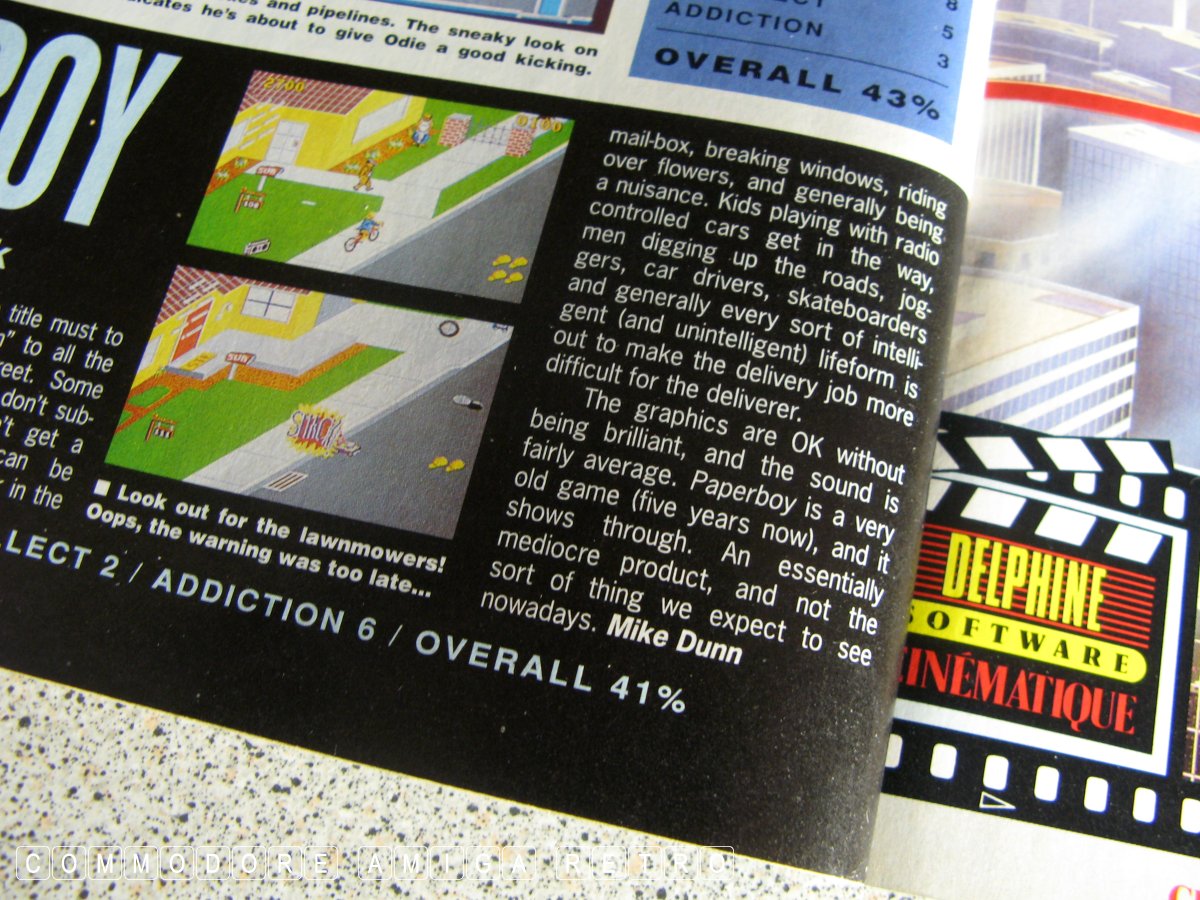 and pipelines. The sneaky look on
he's about to give Odie a good kicking.
8
ADDICTION 5
3
OVERALL 43%
BOY
2700
SUN
SUN
SMACK
title must to
to all the
Some
don't sub-
get a
can be
in the
■ Look out for the lawnmowers!
Oops, the warning was too late...
mail-box, breaking windows, riding
over flowers, and generally being
a nuisance. Kids playing with radio
controlled cars get in the way,
men digging up the roads, jog-
gers, car drivers, skateboarders
and generally every sort of intelli-
gent (and unintelligent) lifeform is
out to make the delivery job more
difficult for the deliverer.
The graphics are OK without
being brilliant, and the sound is
fairly average. Paperboy is a very
old game (five years now), and it
shows through. An essentially
mediocre product, and not the
sort of thing we expect to see
nowadays. Mike Dunn
2 / ADDICTION 6 / OVERALL 41%
DELPHINE
SOFTWARE
CINÉMATIQUE
COMMODORE AMIGA RETRO